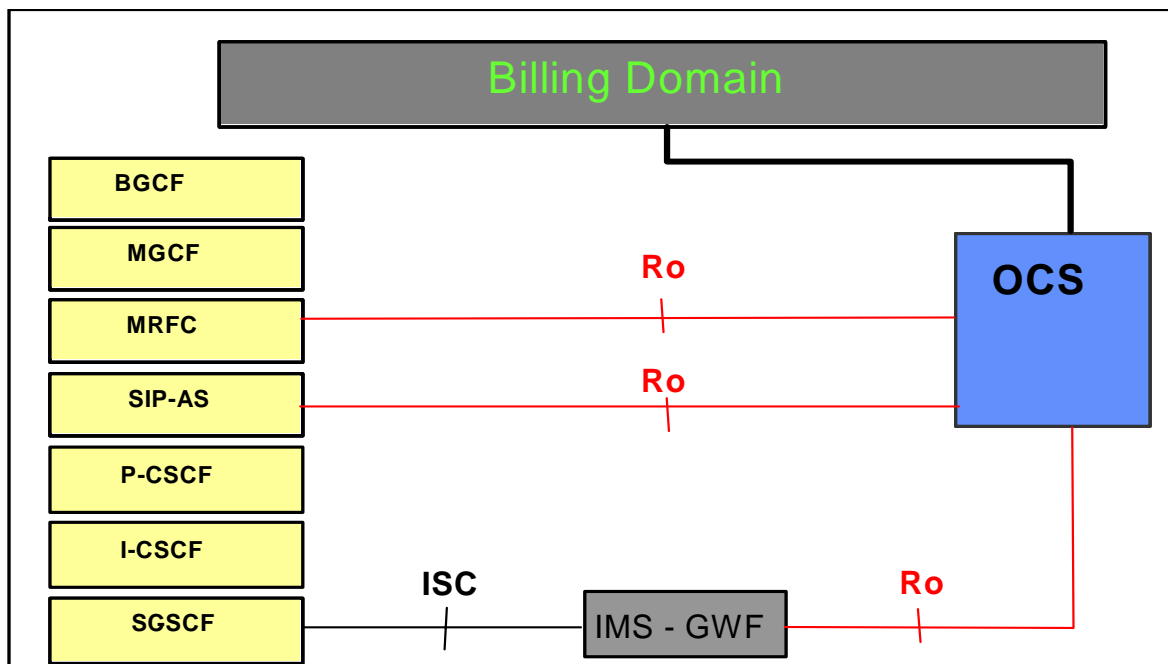 Billing Domain
BGCF
MGCF
Ro
OCS
MRFC
Ro
SIP-AS
P-CSCF
I-CSCF
ISC
Ro
SGSCF
IMS - GWF